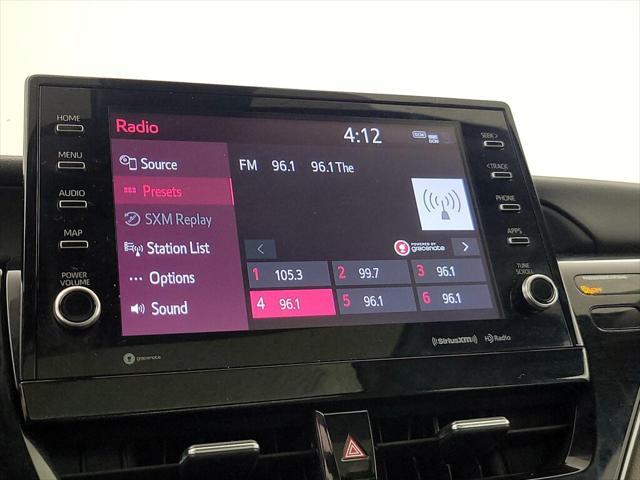 HOME
MENU
AUDIO
MAP
POWER
VOLUME
Radio
4:12
Source
Presets
SXM Replay
Station List
Options
Sound
FM 96.1 96.1 The
POWERED BY
gracenote
1 105.3
2 99.7
3 96.1
4 96.1
5 96.1
6 96.1
SEEK>
<TRACK
PHONE
APPS
TUNE
SCROLL
gracenote
SiriusXM
HD Radio